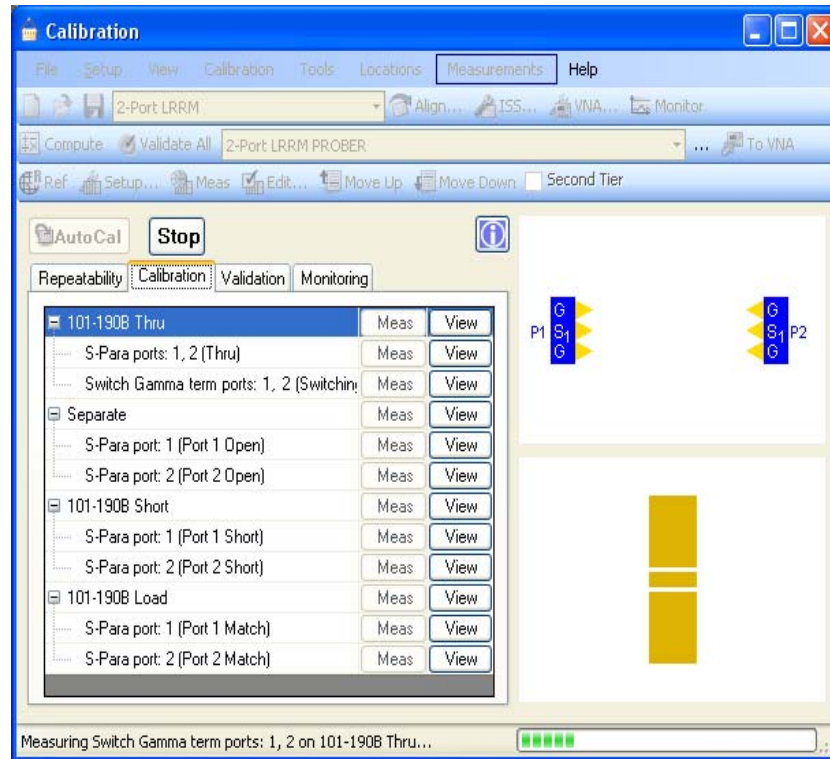 Calibration
File Setup View Calibration Tools Locations Measurements Help
2-Port LRRM Align... ISS... VNA... Monitor
Compute Validate All 2-Port LRRM PROBER ... To VNA
Ref Setup... Meas Edit... Move Up Move Down Second Tier
AutoCal Stop
Repeatability Calibration Validation Monitoring
101-190B Thru Meas View
S-Para ports: 1, 2 (Thru) Meas View
Switch Gamma term ports: 1, 2 (Switching Meas View
Separate Meas View
S-Para port: 1 (Port 1 Open) Meas View
S-Para port: 2 (Port 2 Open) Meas View
101-190B Short Meas View
S-Para port: 1 (Port 1 Short) Meas View
S-Para port: 2 (Port 2 Short) Meas View
101-190B Load Meas View
S-Para port: 1 (Port 1 Match) Meas View
S-Para port: 2 (Port 2 Match) Meas View
G G
P1 S1 S1 P2
G G
Measuring Switch Gamma term ports: 1, 2 on 101-190B Thru...